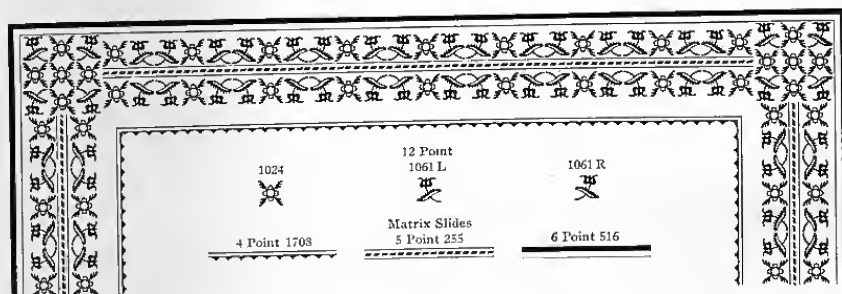 12 Point
1024 1061 L 1061 R
Matrix Slides
4 Point 1708 5 Point 255 6 Point 516